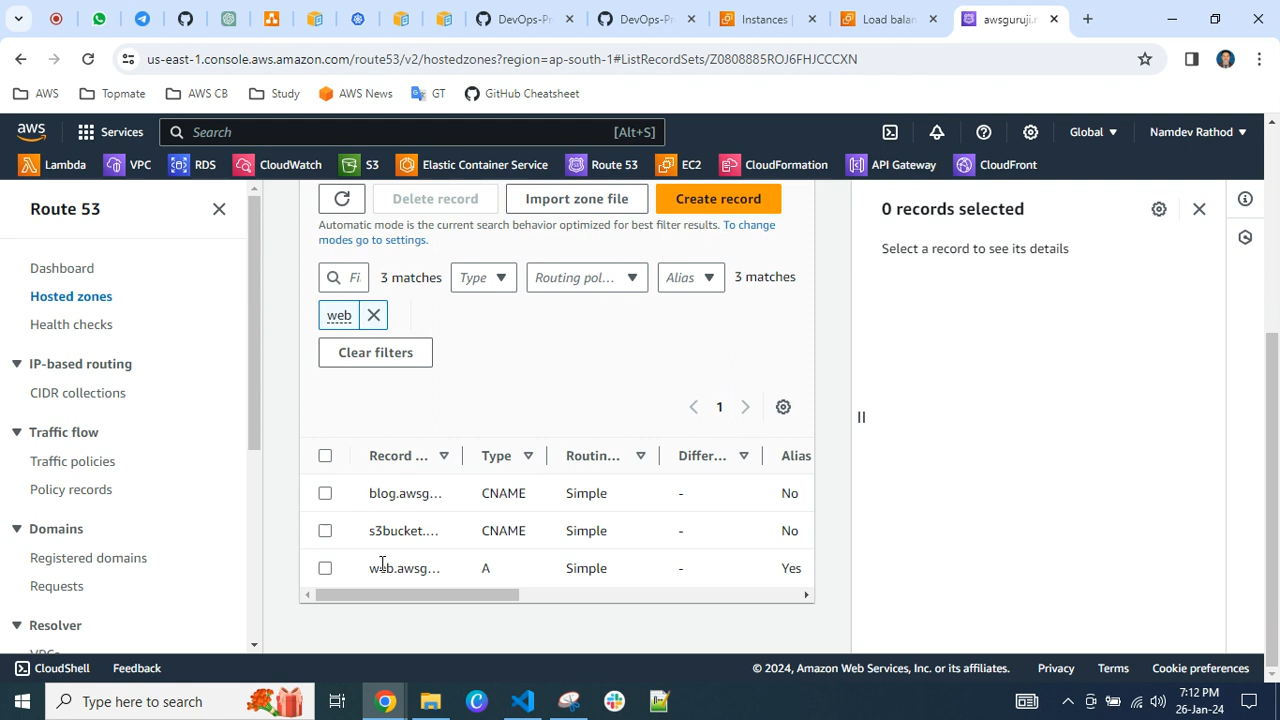 DevOps-Pr
DevOps-Pr
Instances |
Load balan
awsguruji.r
us-east-1.console.aws.amazon.com/route53/v2/hostedzones?region=ap-south-1#ListRecordSets/Z0808885ROJ6FHJCCCXN
AWS
Topmate
AWS CB
Study
AWS News
GT
GitHub Cheatsheet
aws
Services
Search
[Alt+S]
Global
Namdev Rathod
Lambda
VPC
RDS
CloudWatch
S3
Elastic Container Service
Route 53
EC2
CloudFormation
API Gateway
CloudFront
Route 53
Dashboard
Hosted zones
Health checks
IP-based routing
CIDR collections
Traffic flow
Traffic policies
Policy records
Domains
Registered domains
Requests
Resolver
Delete record
Import zone file
Create record
Automatic mode is the current search behavior optimized for best filter results. To change
modes go to settings.
Fi
3 matches
Type
Routing pol...
Alias
3 matches
web
Clear filters
1
Record ...
Type
Routin...
Differ...
Alias
blog.awsg...
CNAME
Simple
-
No
s3bucket....
CNAME
Simple
-
No
web.awsg...
A
Simple
-
Yes
0 records selected
Select a record to see its details
CloudShell
Feedback
© 2024, Amazon Web Services, Inc. or its affiliates.
Privacy
Terms
Cookie preferences
Type here to search
7:12 PM
26-Jan-24